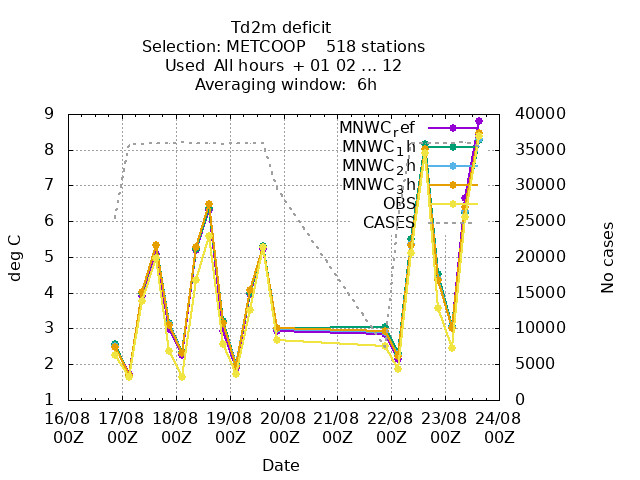 Td2m deficit
Selection: METCOOP 518 stations
Used All hours + 01 02 ... 12
Averaging window: 6h
9
8
7
6
5
4
3
2
1
deg C
40000
35000
30000
25000
20000
15000
10000
5000
0
No cases
MNWC_ref
MNWC_1h
MNWC_2h
MNWC_3h
OBS
CASES
16/08 17/08 18/08 19/08 20/08 21/08 22/08 23/08 24/08
00Z 00Z 00Z 00Z 00Z 00Z 00Z 00Z 00Z
Date